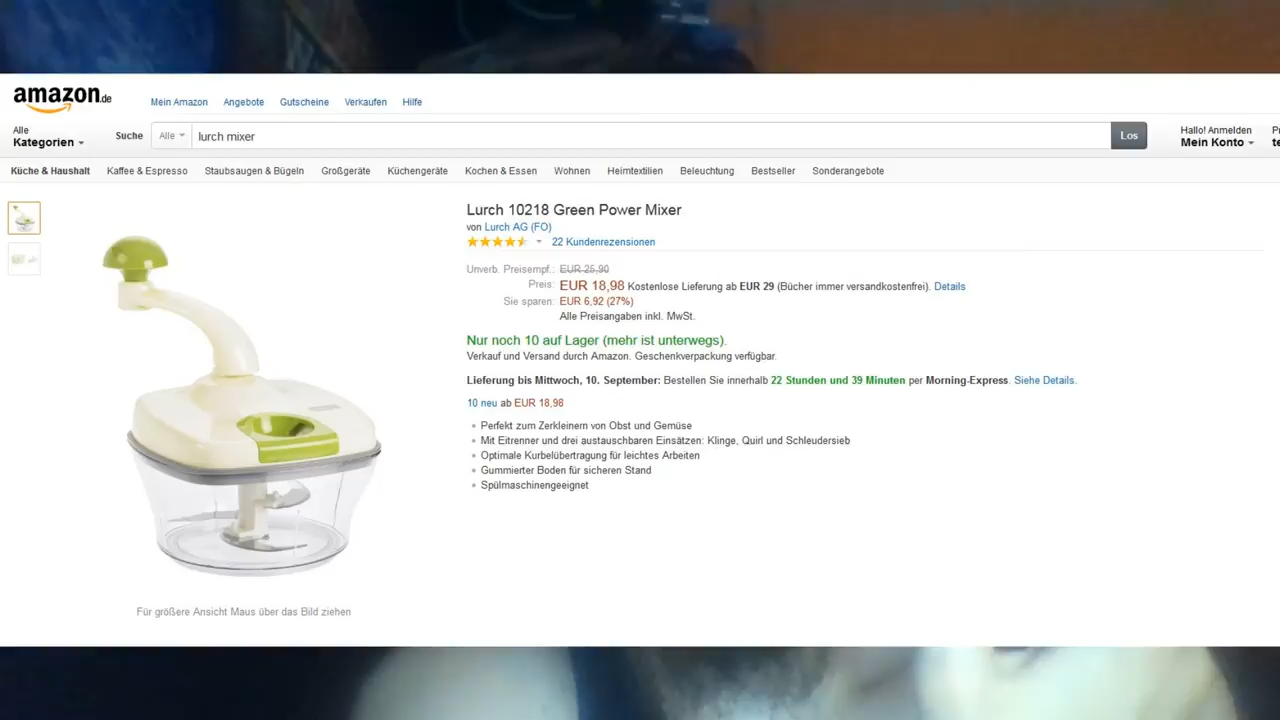 amazon.de
Mein Amazon Angebote Gutscheine Verkaufen Hilfe
Alle
Kategorien
Suche Alle lurch mixer Los
Hallo! Anmelden
Mein Konto
Küche & Haushalt Kaffee & Espresso Staubsaugen & Bügeln Großgeräte Küchengeräte Kochen & Essen Wohnen Heimtextilien Beleuchtung Bestseller Sonderangebote
Lurch 10218 Green Power Mixer
von Lurch AG (FO)
22 Kundenrezensionen
Unverb. Preisempf.: EUR 25,90
Preis: EUR 18,98 Kostenlose Lieferung ab EUR 29 (Bücher immer versandkostenfrei). Details
Sie sparen: EUR 6,92 (27%)
Alle Preisangaben inkl. MwSt.
Nur noch 10 auf Lager (mehr ist unterwegs).
Verkauf und Versand durch Amazon. Geschenkverpackung verfügbar.
Lieferung bis Mittwoch, 10. September: Bestellen Sie innerhalb 22 Stunden und 39 Minuten per Morning-Express. Siehe Details.
10 neu ab EUR 18,98
Perfekt zum Zerkleinern von Obst und Gemüse
Mit Eitrenner und drei austauschbaren Einsätzen: Klinge, Quirl und Schleudersieb
Optimale Kurbelübertragung für leichtes Arbeiten
Gummierter Boden für sicheren Stand
Spülmaschinengeeignet
Für größere Ansicht Maus über das Bild ziehen